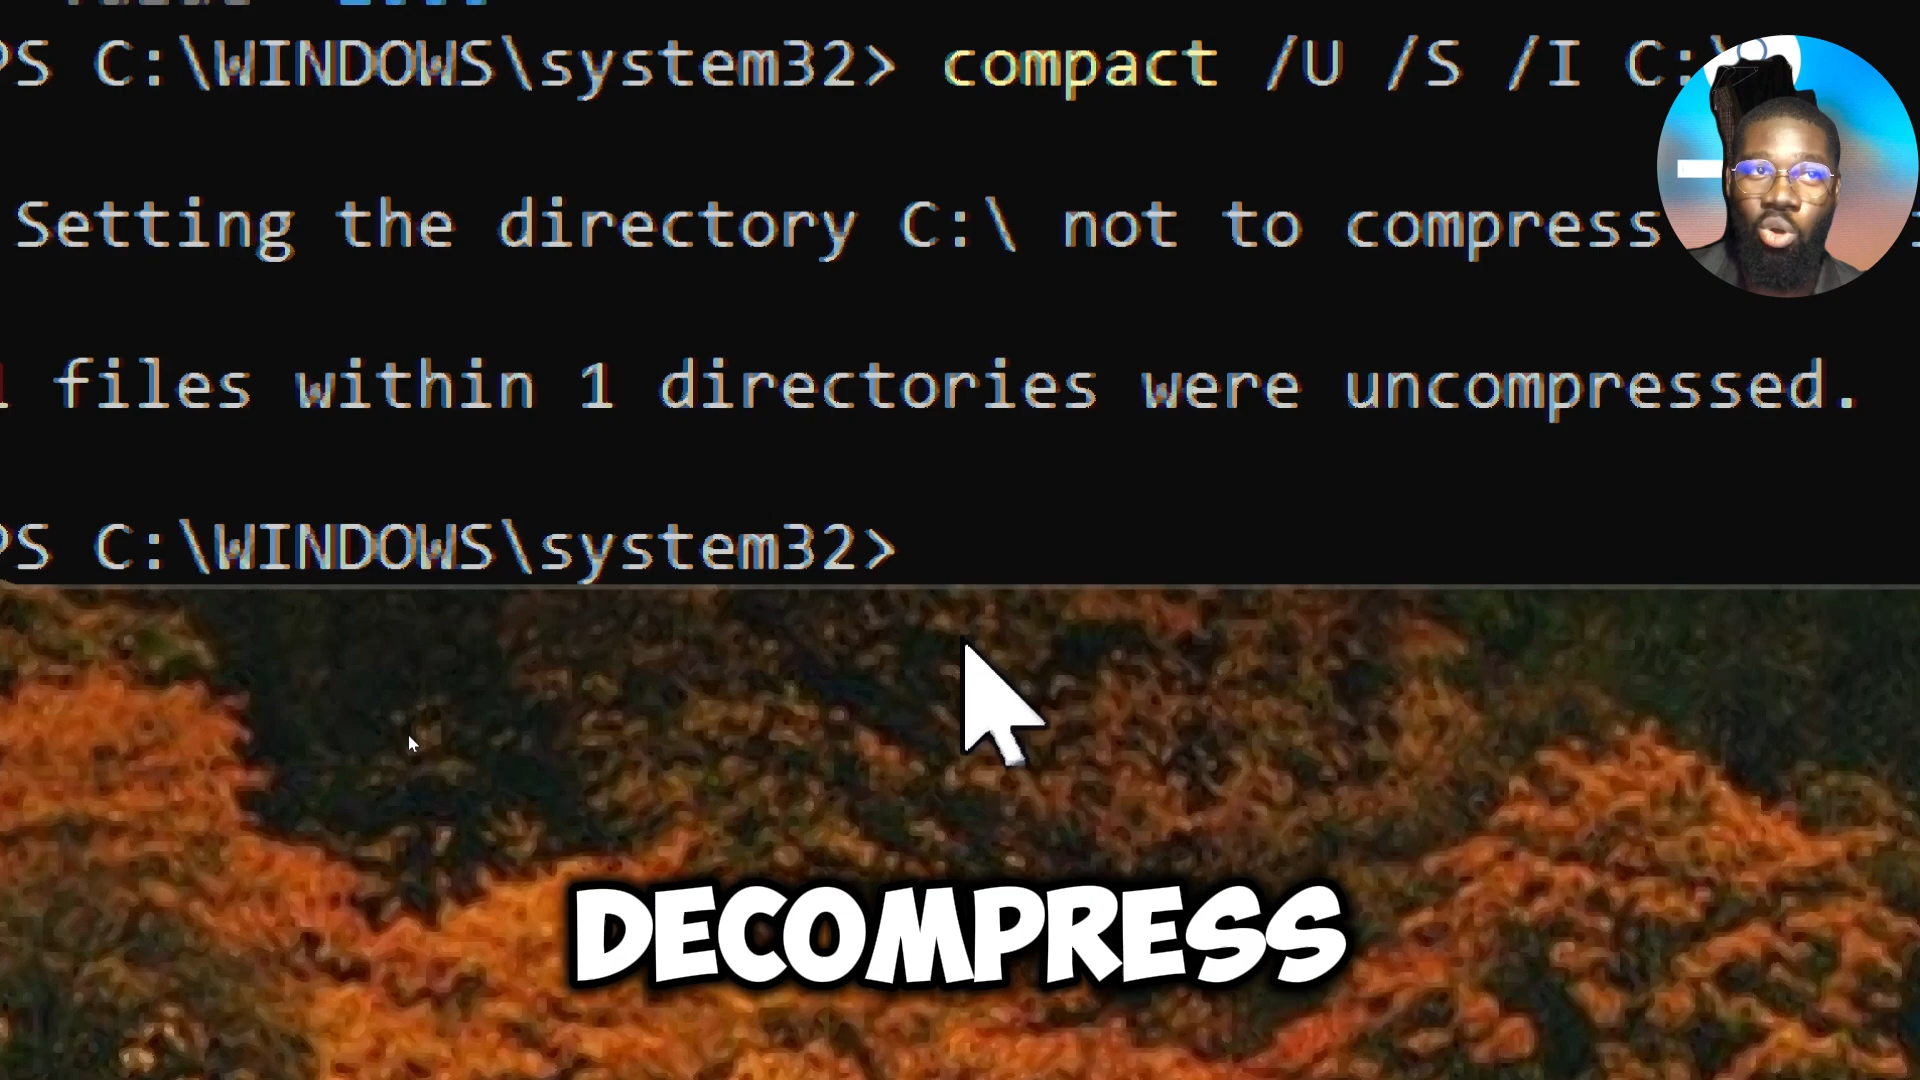 PS C:\WINDOWS\system32> compact /U /S /I C:\
Setting the directory C:\ not to compress
1 files within 1 directories were uncompressed.
PS C:\WINDOWS\system32>
DECOMPRESS